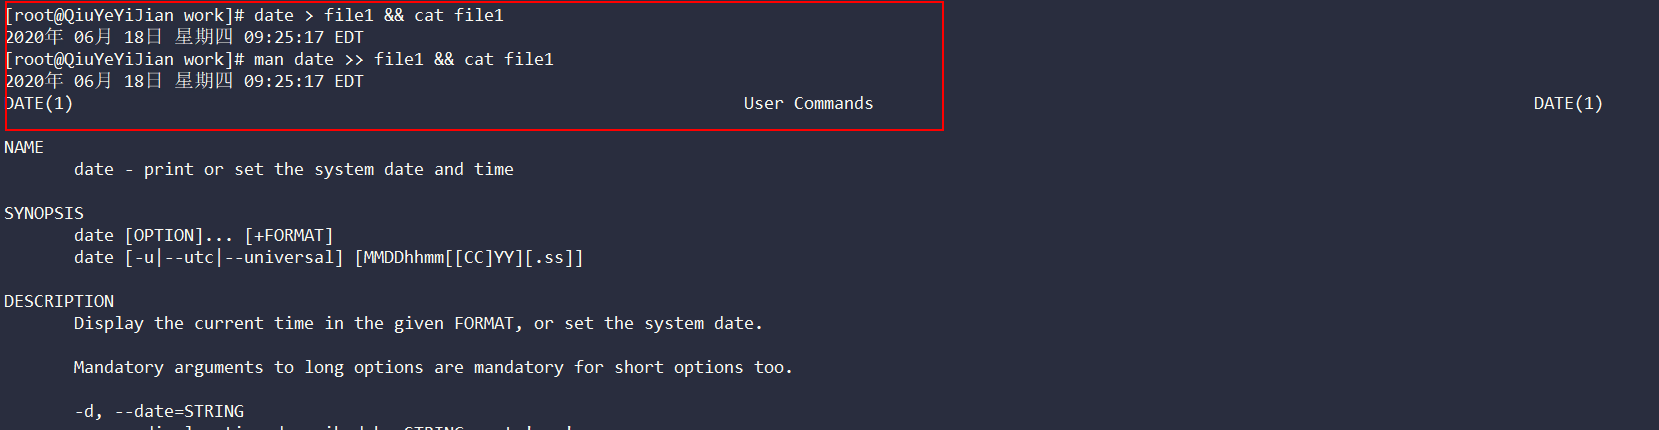 [root@QiuYeYiJian work]# date > file1 && cat file1
2020年 06月 18日 星期四 09:25:17 EDT
[root@QiuYeYiJian work]# man date >> file1 && cat file1
2020年 06月 18日 星期四 09:25:17 EDT
DATE(1) User Commands DATE(1)
NAME
date - print or set the system date and time
SYNOPSIS
date [OPTION]... [+FORMAT]
date [-u|--utc|--universal] [MMDDhhmm[[CC]YY][.ss]]
DESCRIPTION
Display the current time in the given FORMAT, or set the system date.
Mandatory arguments to long options are mandatory for short options too.
-d, --date=STRING